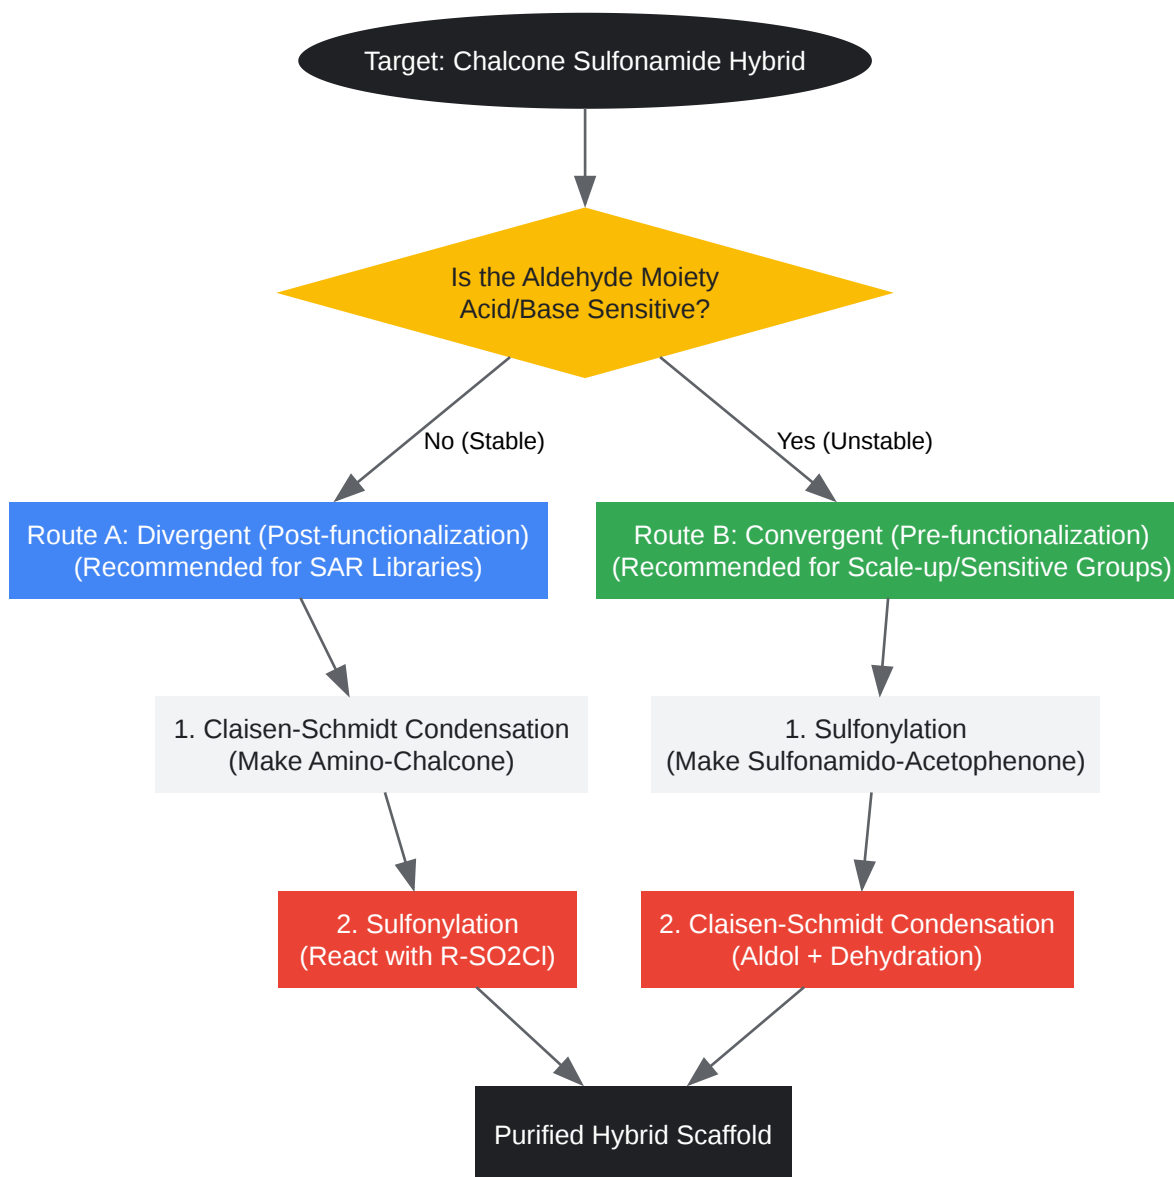 Target: Chalcone Sulfonamide Hybrid
Is the Aldehyde Moiety
Acid/Base Sensitive?
No (Stable)
Yes (Unstable)
Route A: Divergent (Post-functionalization)
(Recommended for SAR Libraries)
Route B: Convergent (Pre-functionalization)
(Recommended for Scale-up/Sensitive Groups)
1. Claisen-Schmidt Condensation
(Make Amino-Chalcone)
1. Sulfonylation
(Make Sulfonamido-Acetophenone)
2. Sulfonylation
(React with R-SO2Cl)
2. Claisen-Schmidt Condensation
(Aldol + Dehydration)
Purified Hybrid Scaffold